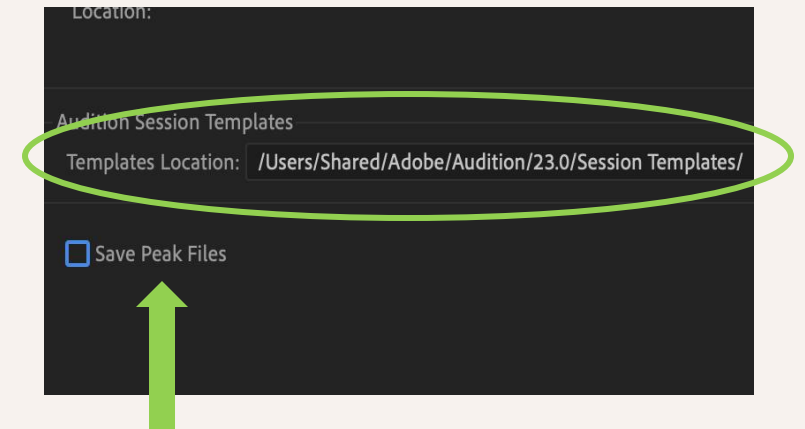 Location:
Audition Session Templates
Templates Location: /Users/Shared/Adobe/Audition/23.0/Session Templates/
Save Peak Files